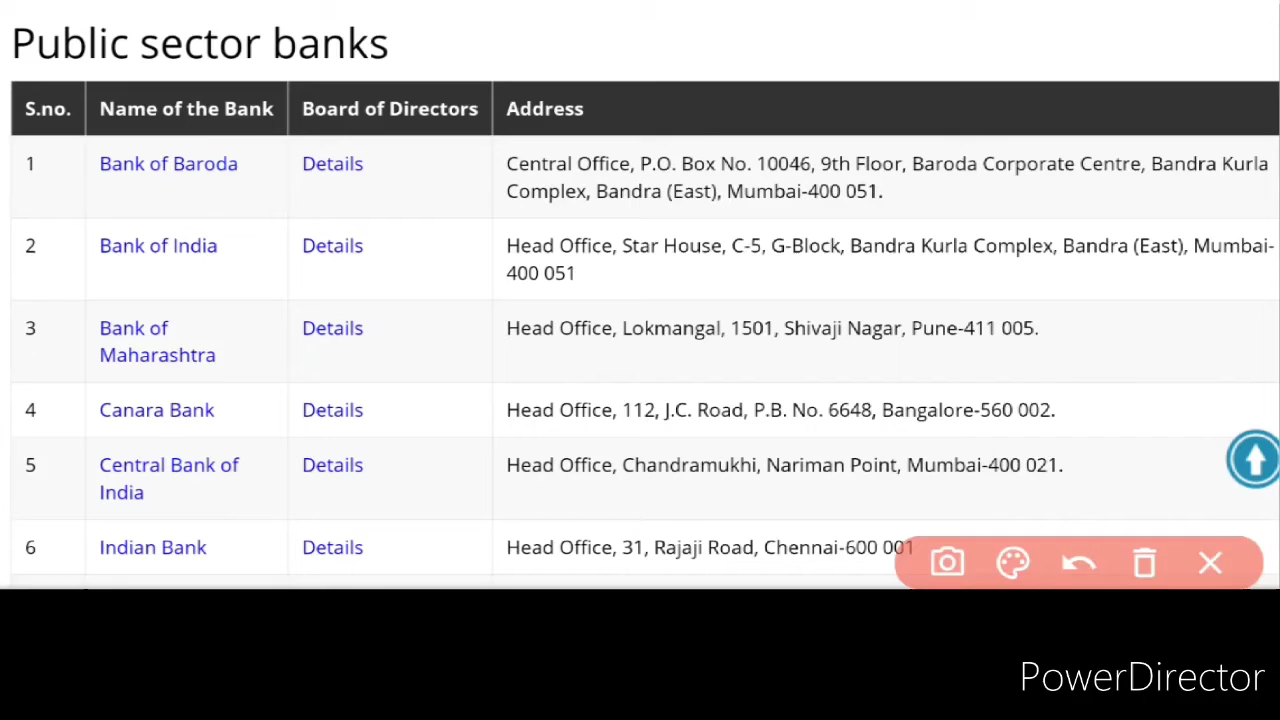 Public sector banks
S.no. Name of the Bank Board of Directors Address
1 Bank of Baroda Details Central Office, P.O. Box No. 10046, 9th Floor, Baroda Corporate Centre, Bandra Kurla
Complex, Bandra (East), Mumbai-400 051.
2 Bank of India Details Head Office, Star House, C-5, G-Block, Bandra Kurla Complex, Bandra (East), Mumbai-
400 051
3 Bank of Details Head Office, Lokmangal, 1501, Shivaji Nagar, Pune-411 005.
Maharashtra
4 Canara Bank Details Head Office, 112, J.C. Road, P.B. No. 6648, Bangalore-560 002.
5 Central Bank of Details Head Office, Chandramukhi, Nariman Point, Mumbai-400 021.
India
6 Indian Bank Details Head Office, 31, Rajaji Road, Chennai-600 001
PowerDirector